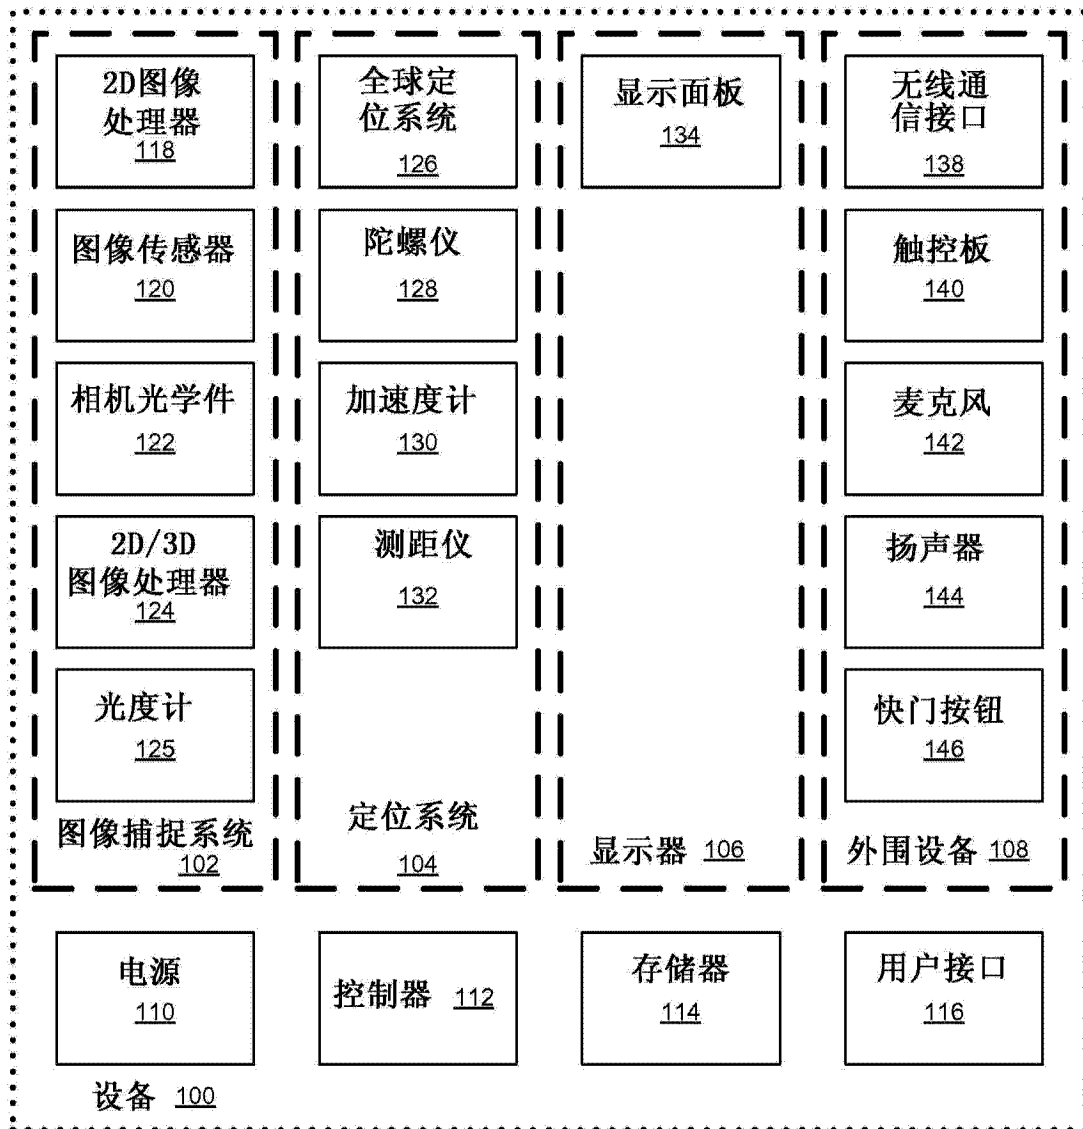 2D图像
处理器
118
图像传感器
120
相机光学件
122
2D/3D
图像处理器
124
光度计
125
图像捕捉系统
102
全球定
位系统
126
陀螺仪
128
加速度计
130
测距仪
132
定位系统
104
显示面板
134
显示器 106
无线通
信接口
138
触控板
140
麦克风
142
扬声器
144
快门按钮
146
外围设备 108
电源
110
控制器 112
存储器
114
用户接口
116
设备 100